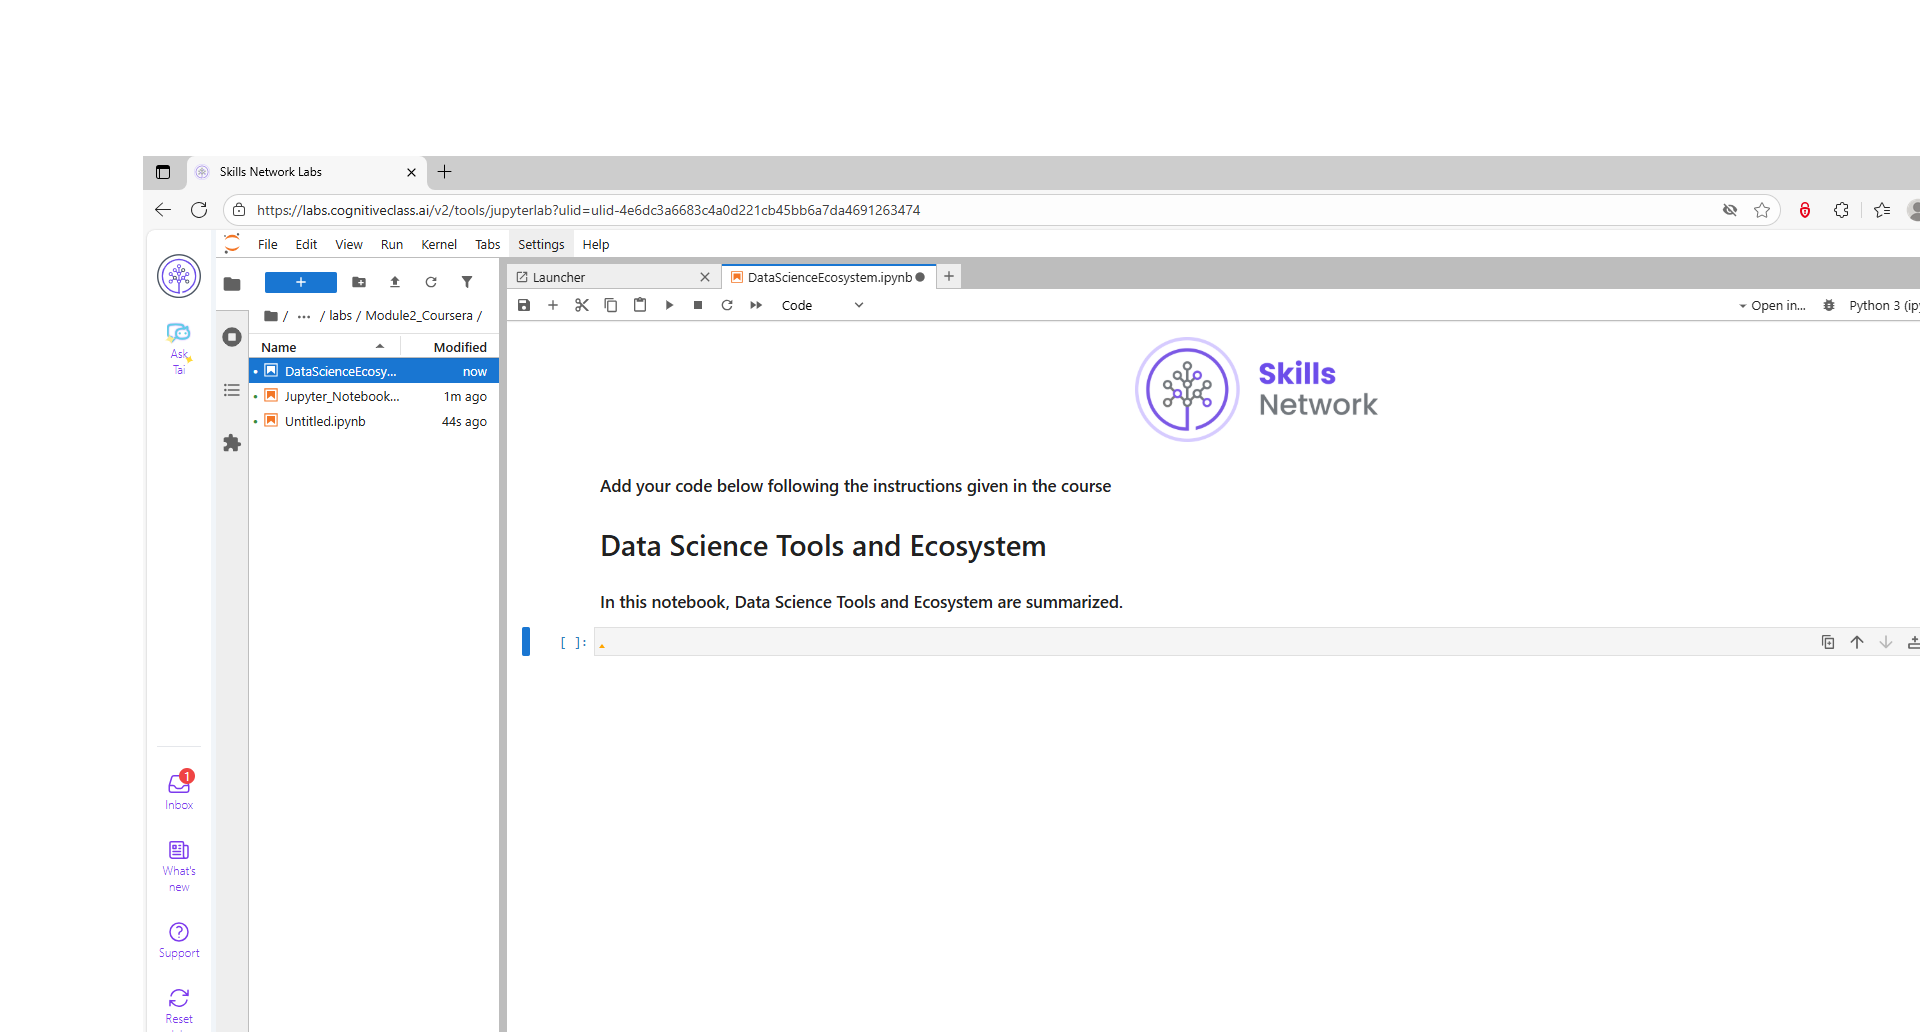 Skills Network Labs
https://labs.cognitiveclass.ai/v2/tools/jupyterlab?ulid=ulid-4e6dc3a6683c4a0d221cb45bb6a7da4691263474
File Edit View Run Kernel Tabs Settings Help
Ask
Tai
/ ... / labs / Module2_Coursera /
Name Modified
DataScienceEcosy... now
Jupyter_Notebook... 1m ago
Untitled.ipynb 44s ago
Launcher
DataScienceEcosystem.ipynb
Code
Open in...
Python 3 (ipy
Skills
Network
Add your code below following the instructions given in the course
Data Science Tools and Ecosystem
In this notebook, Data Science Tools and Ecosystem are summarized.
[ ]:
1
Inbox
What's
new
Support
Reset